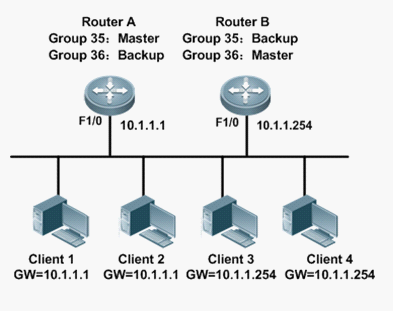 Router A
Group 35：Master
Group 36：Backup
Router B
Group 35：Backup
Group 36：Master
F1/0
10.1.1.1
F1/0
10.1.1.254
Client 1
GW=10.1.1.1
Client 2
GW=10.1.1.1
Client 3
GW=10.1.1.254
Client 4
GW=10.1.1.254